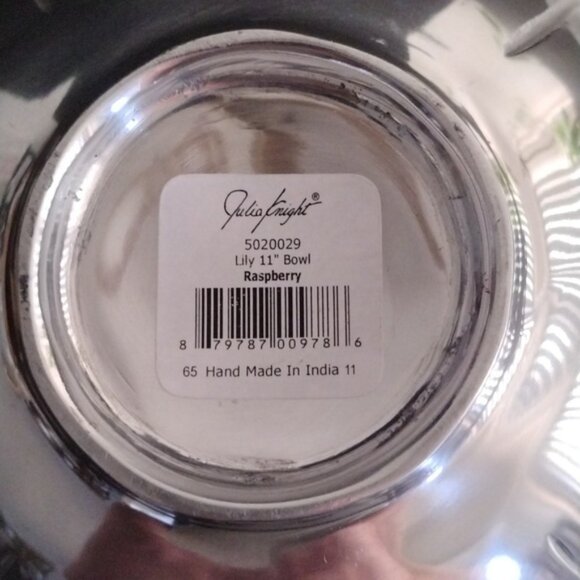 Julia Knight®
5020029
Lily 11" Bowl
Raspberry
8 79787 00978 6
65 Hand Made In India 11